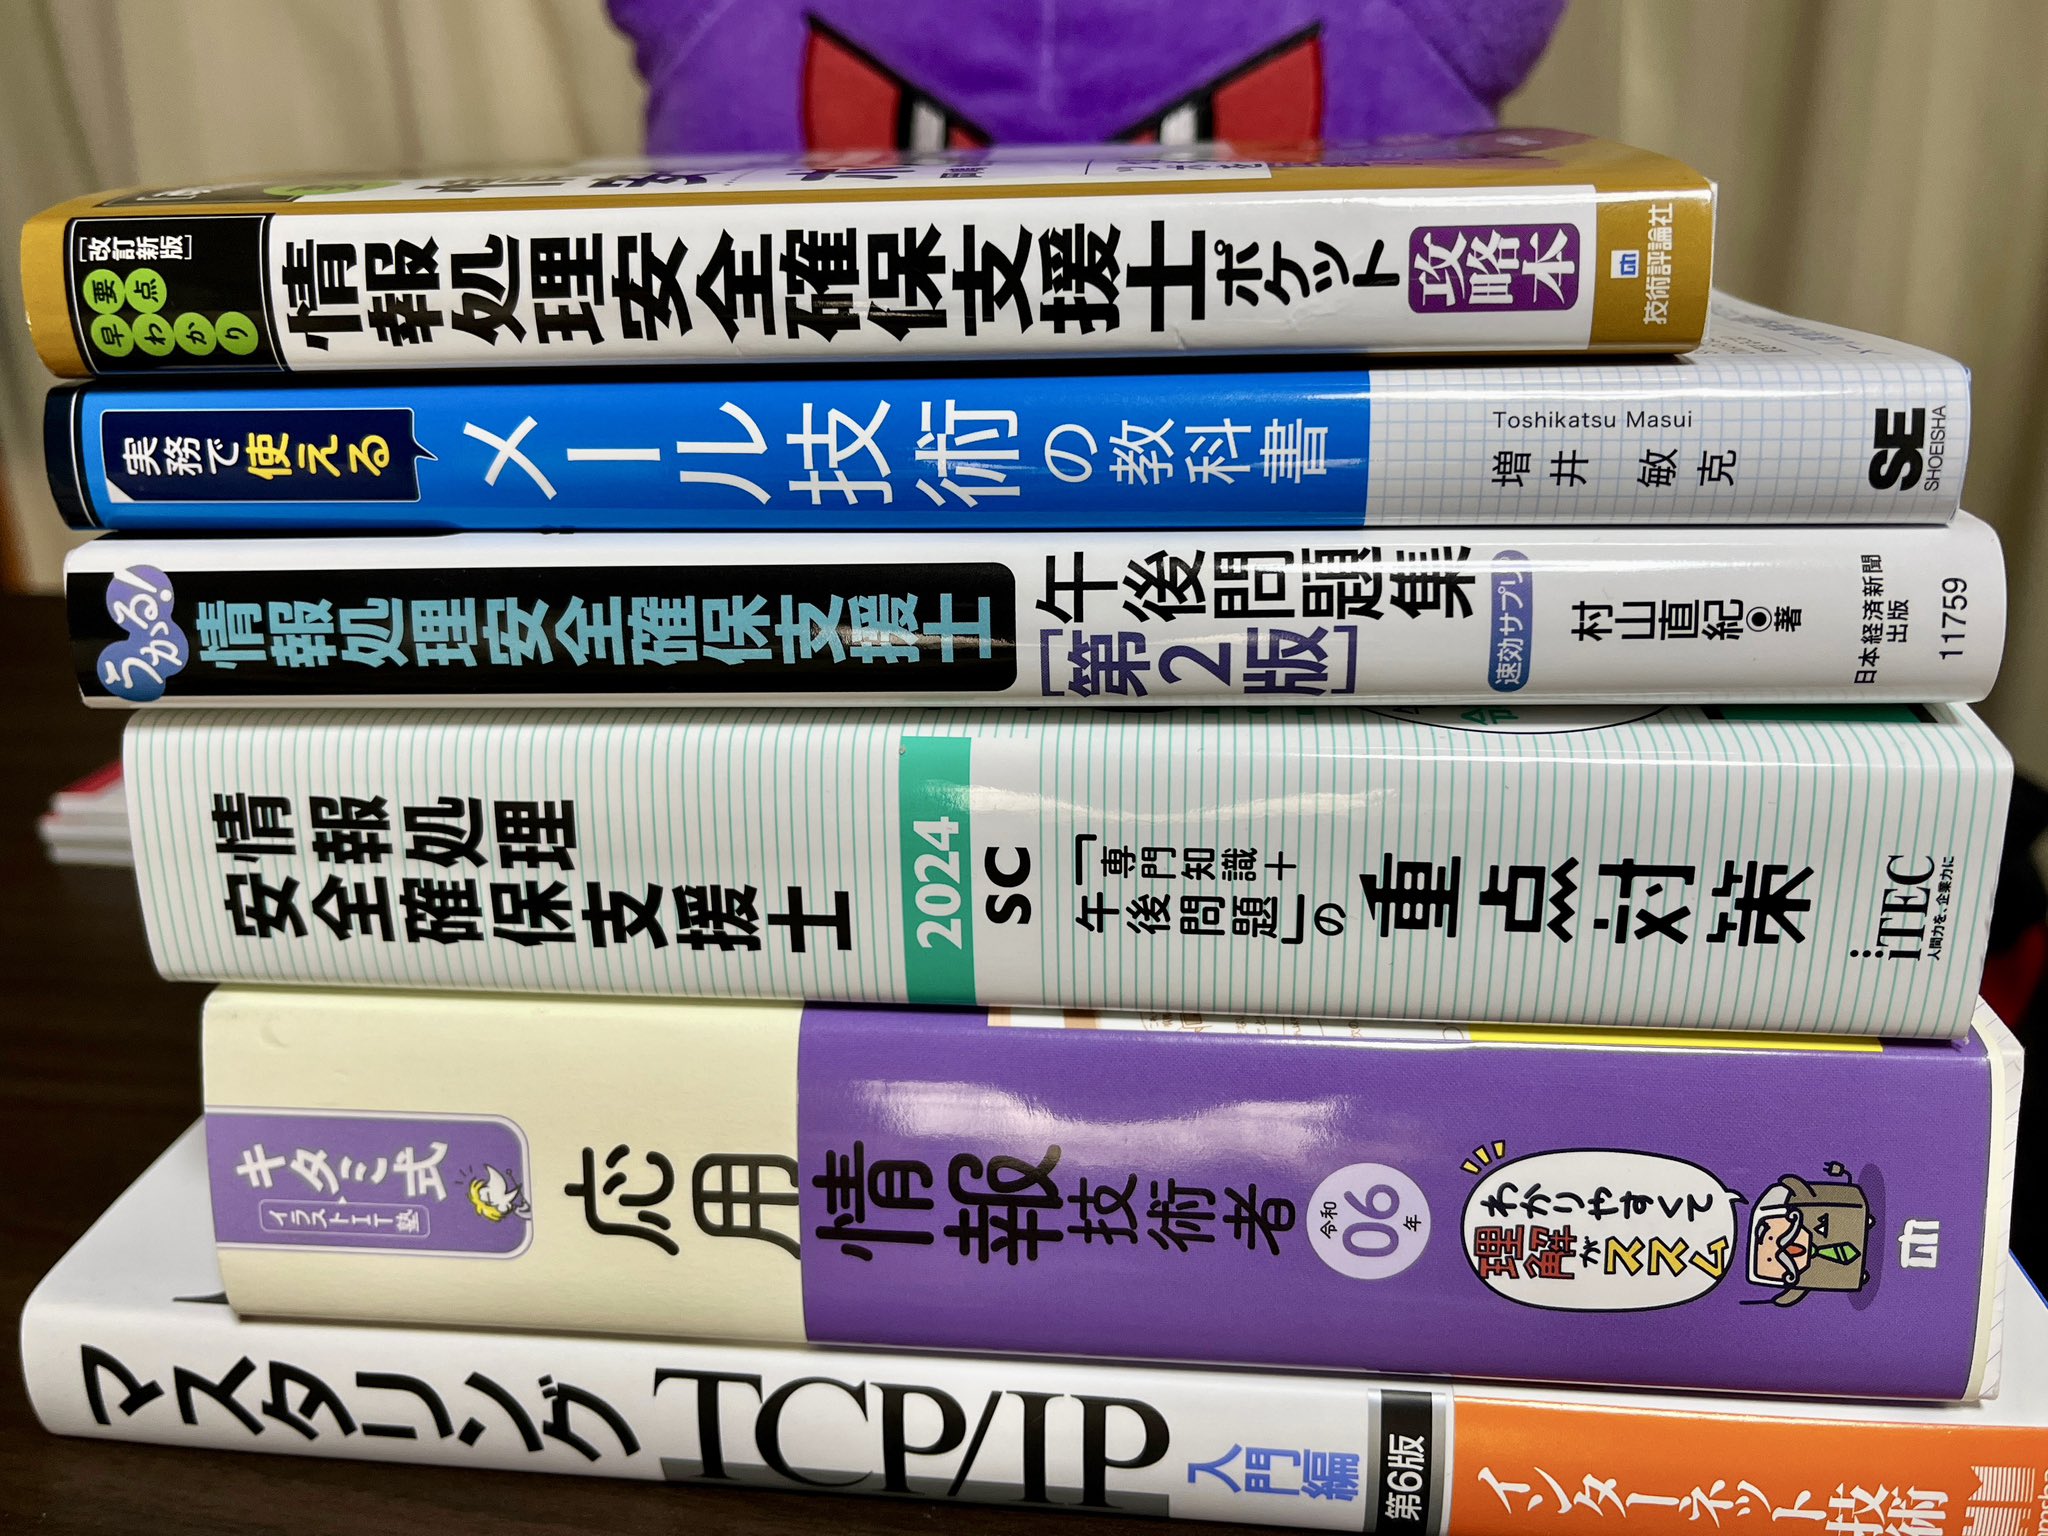 [改訂新版]
要点
早わかり
情報処理安全確保支援士ポケット攻略本
技術評論社
実務で使える
メール技術の教科書
Toshikatsu Masui
増井 敏克
SE
SHOEISHA
うかる!
情報処理安全確保支援士
午後問題集
[第2版]
速効サプリ
村山直紀◉著
日本経済新聞出版
11759
情報処理
安全確保支援士
2024
SC
「専門知識+
午後問題」の
重点対策
iTEC
人間力を、企業力に
キタミ式
イラストIT塾
応用情報技術者
令和
06年
わかりやすくて
理解がススム
マスタリングTCP/IP
入門編
第6版
インターネット技術